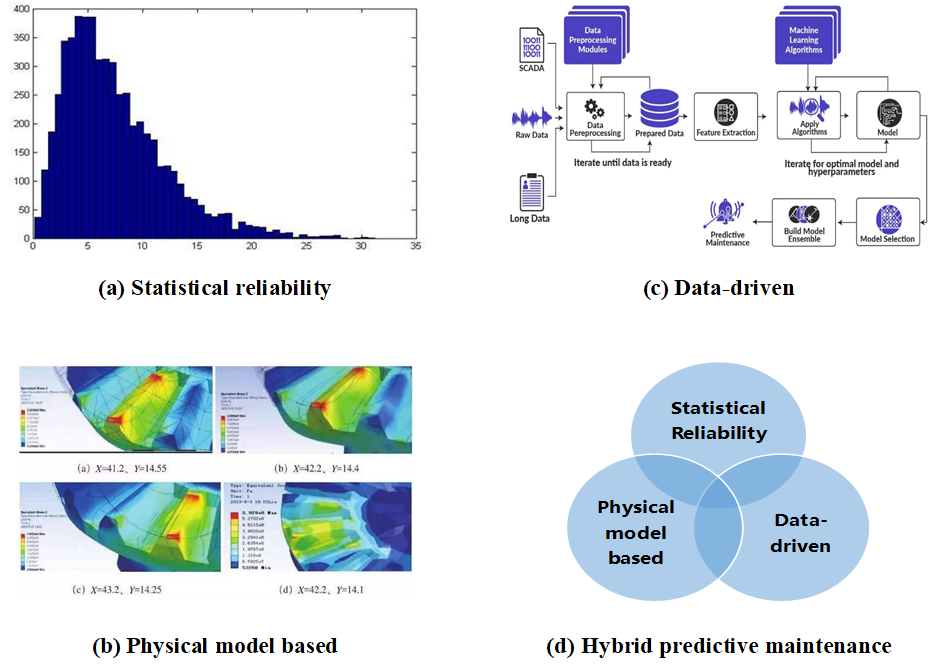 400
350
300
250
200
150
100
50
0
0 5 10 15 20 25 30 35
(a) Statistical reliability
10011
11100
10011
SCADA
Raw Data
Long Data
Data
Preprocessing
Modules
Data
Pereprocessing
Prepared Data
Iterate until data is ready
Feature Extraction
Machine
Learning
Algorithms
Apply
Algorithms
Model
Iterate for optimal model and
hyperparameters
Predictive
Maintenance
Build Model
Ensemble
Model Selection
(c) Data-driven
(a) X=41.2、Y=14.55
(b) X=42.2、Y=14.4
(c) X=43.2、Y=14.25
(d) X=42.2、Y=14.1
(b) Physical model based
Statistical
Reliability
Physical
model
based
Data-
driven
(d) Hybrid predictive maintenance